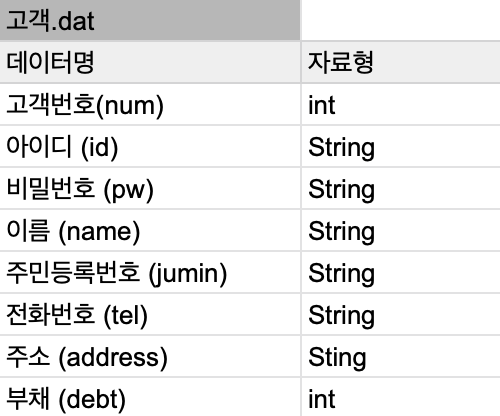 고객.dat
데이터명 자료형
고객번호(num) int
아이디 (id) String
비밀번호 (pw) String
이름 (name) String
주민등록번호 (jumin) String
전화번호 (tel) String
주소 (address) Sting
부채 (debt) int